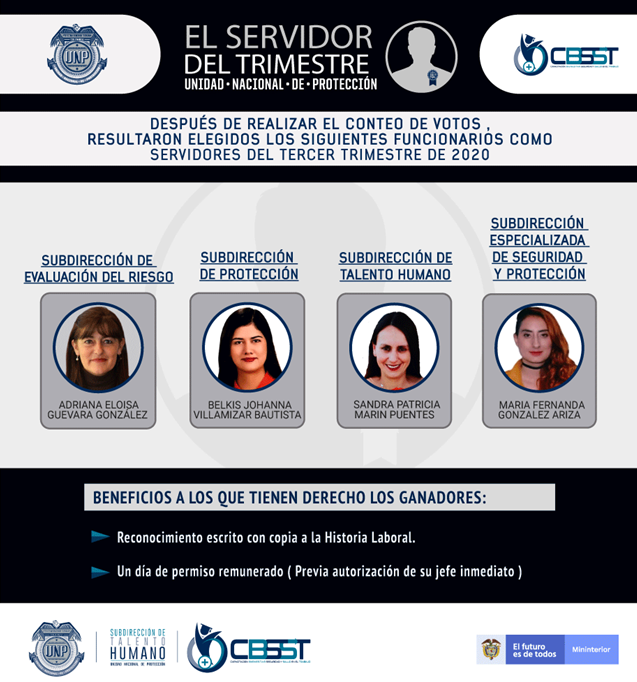 UNP
EL SERVIDOR
DEL TRIMESTRE
UNIDAD•NACIONAL•DE•PROTECCIÓN
CBSST
DESPUÉS DE REALIZAR EL CONTEO DE VOTOS ,
RESULTARON ELEGIDOS LOS SIGUIENTES FUNCIONARIOS COMO
SERVIDORES DEL TERCER TRIMESTRE DE 2020
SUBDIRECCIÓN DE
EVALUACIÓN DEL RIESGO
ADRIANA ELOISA
GUEVARA GONZÁLEZ
SUBDIRECCIÓN
DE PROTECCIÓN
BELKIS JOHANNA
VILLAMIZAR BAUTISTA
SUBDIRECCIÓN DE
TALENTO HUMANO
SANDRA PATRICIA
MARIN PUENTES
SUBDIRECCIÓN
ESPECIALIZADA
DE SEGURIDAD
Y PROTECCIÓN
MARIA FERNANDA
GONZALEZ ARIZA
BENEFICIOS A LOS QUE TIENEN DERECHO LOS GANADORES:
Reconocimiento escrito con copia a la Historia Laboral.
Un día de permiso remunerado ( Previa autorización de su jefe inmediato )
UNP
SUBDIRECCIÓN DE
TALENTO
HUMANO
UNIDAD NACIONAL DE PROTECCIÓN
CBSST
El futuro
es de todos
Mininterior